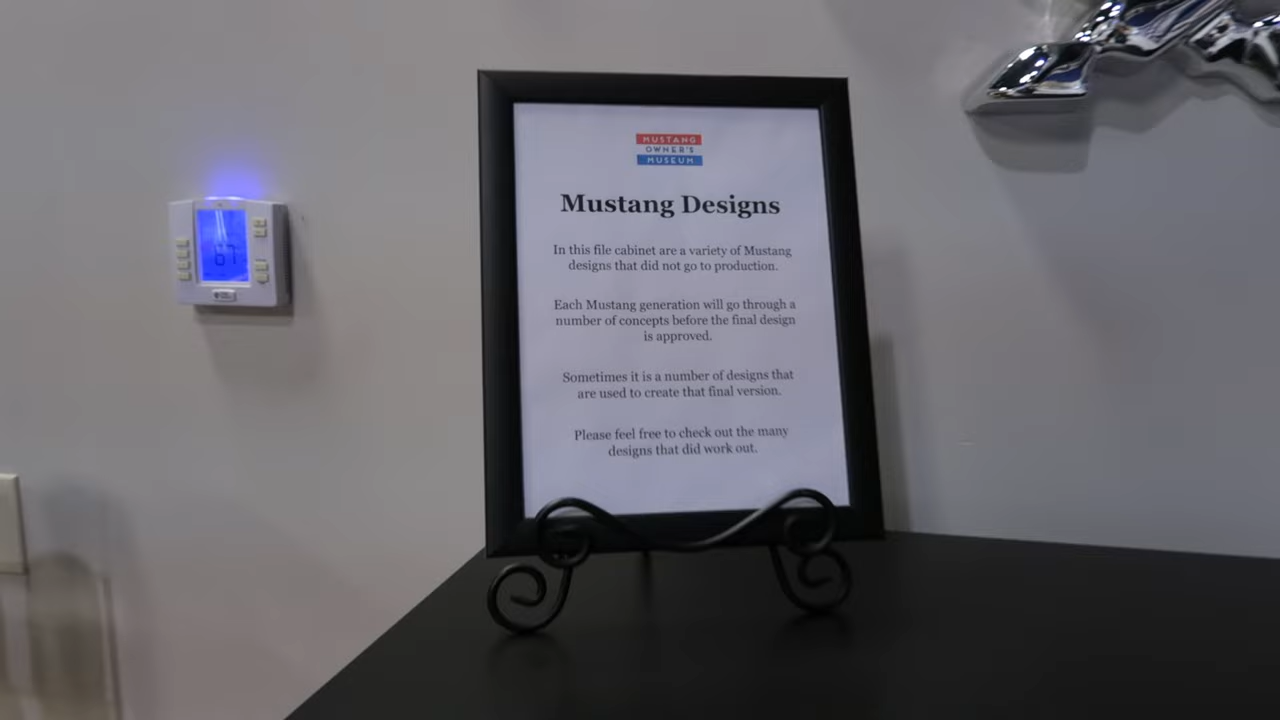 MUSTANG
OWNER'S
MUSEUM
Mustang Designs
In this file cabinet are a variety of Mustang
designs that did not go to production.
Each Mustang generation will go through a
number of concepts before the final design
is approved.
Sometimes it is a number of designs that
are used to create that final version.
Please feel free to check out the many
designs that did work out.
67